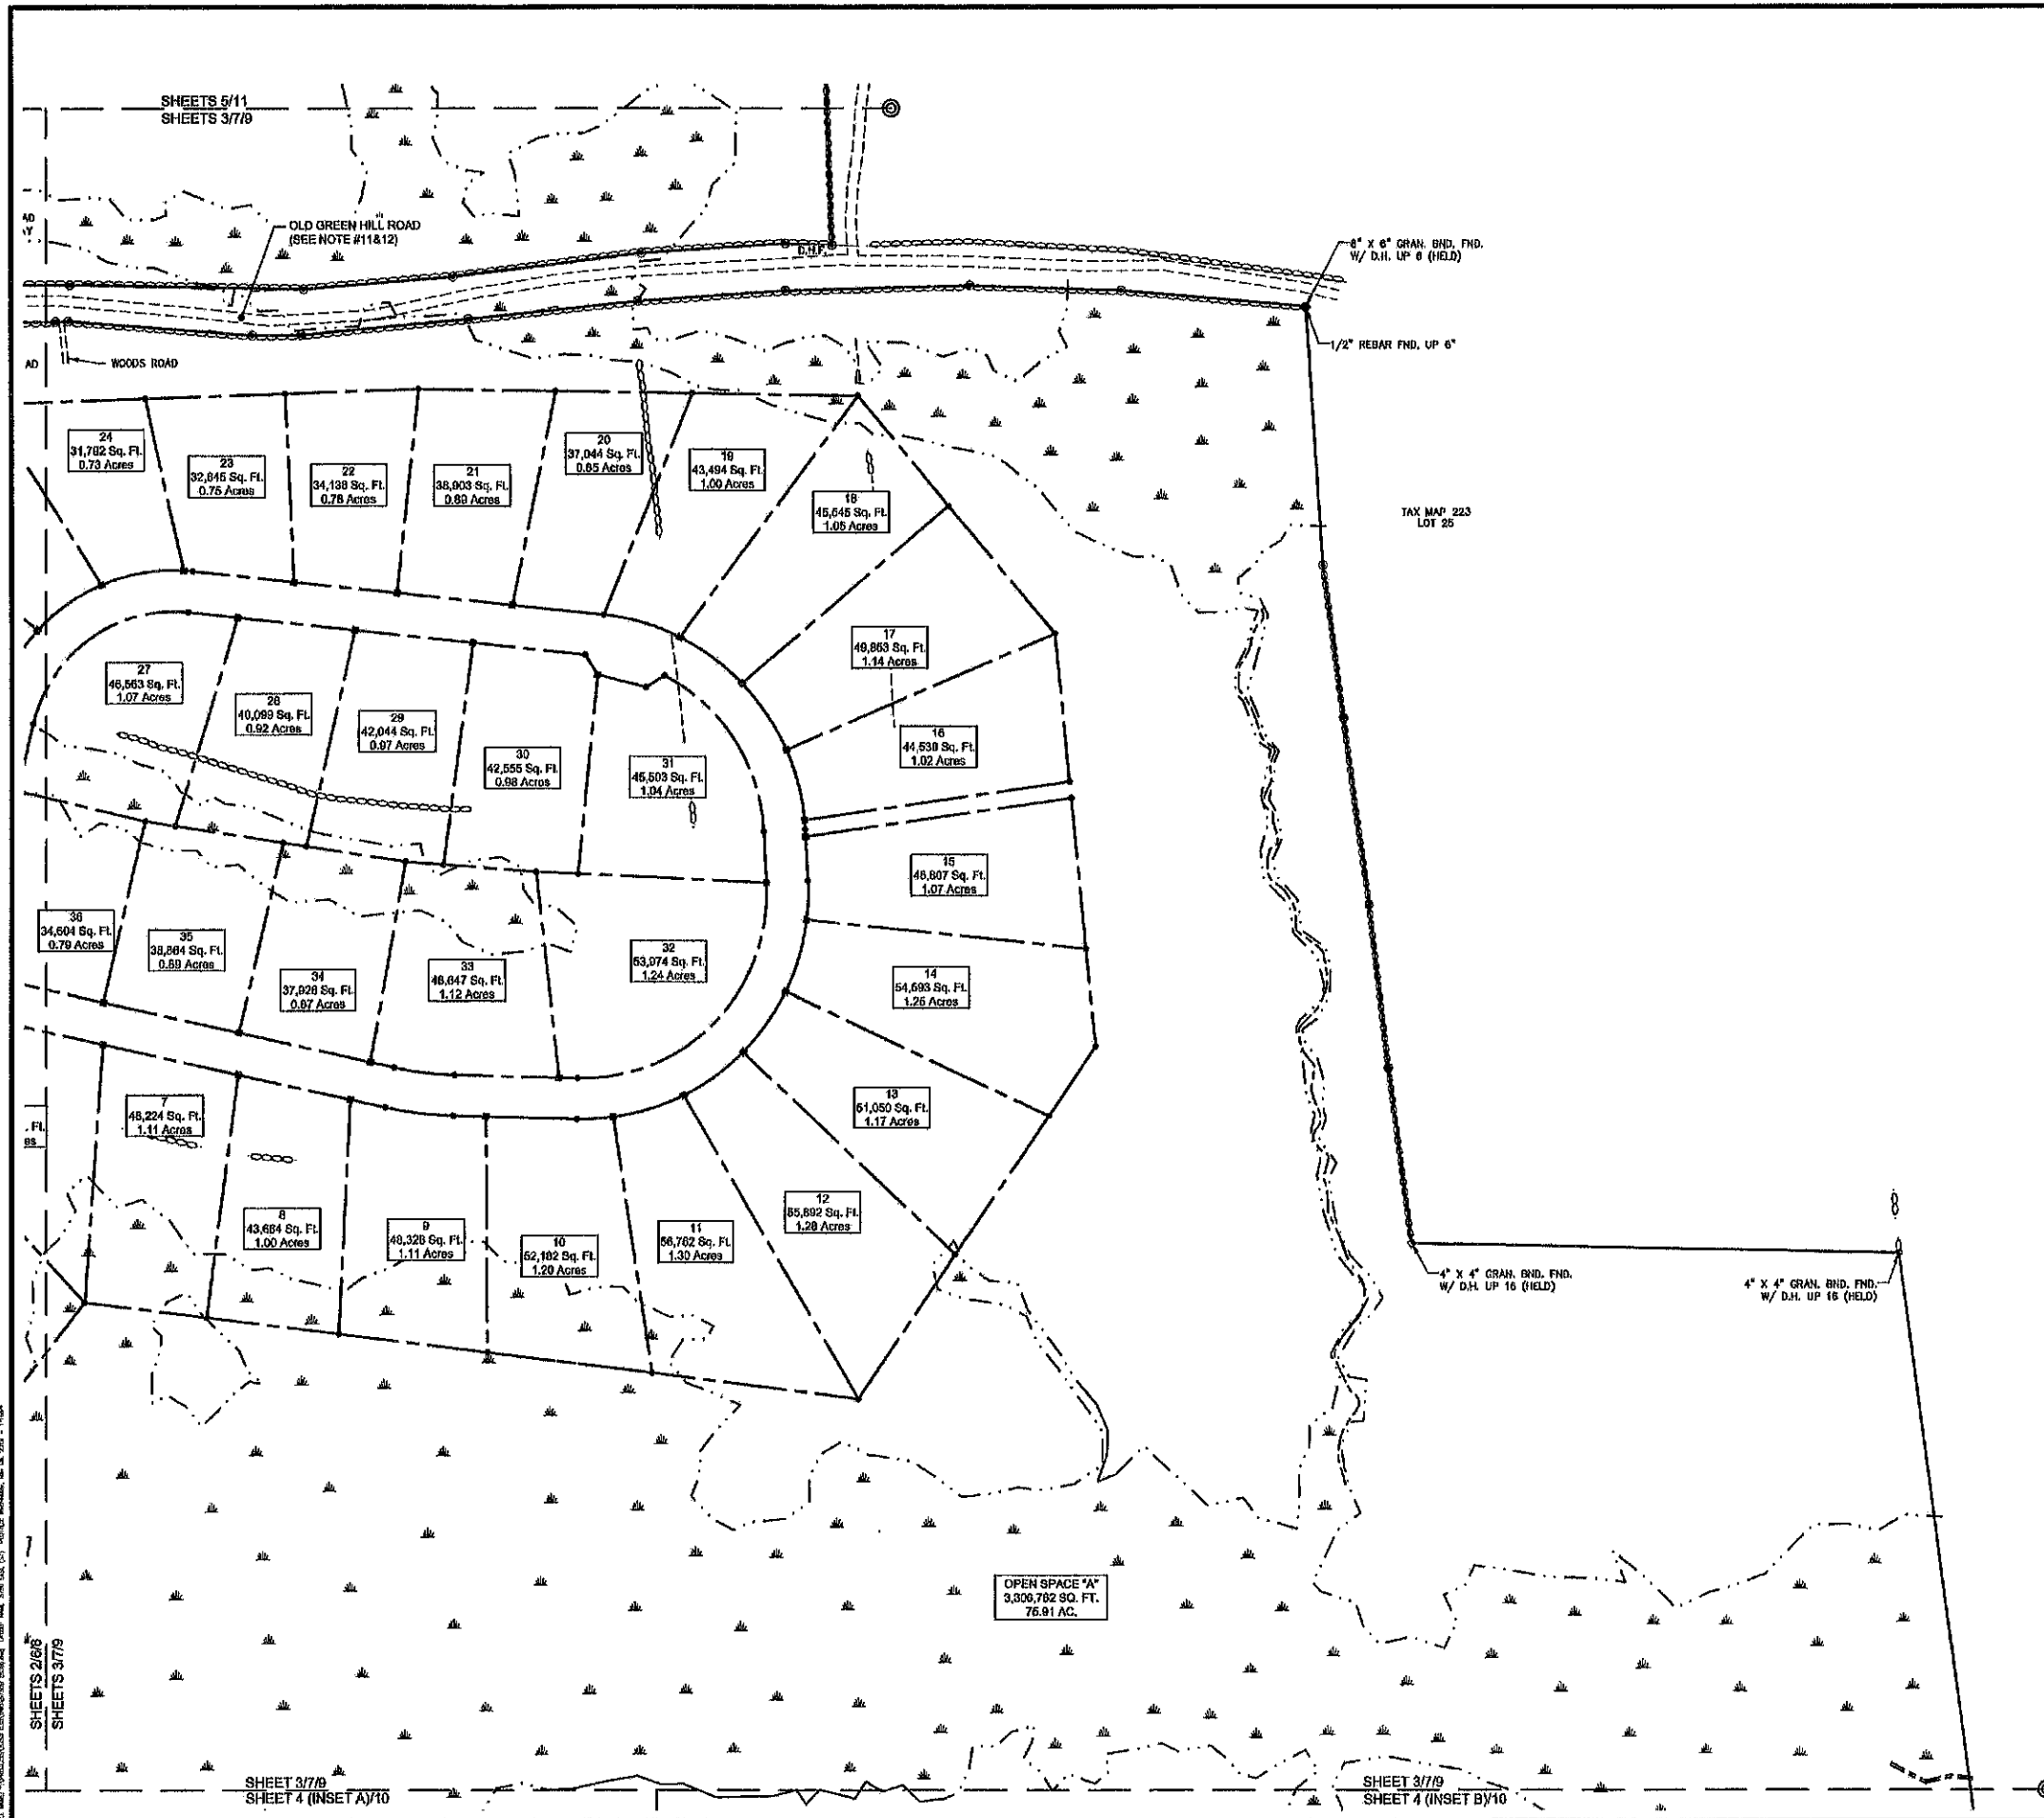 SHEETS 5/11
SHEETS 3/7/9
OLD GREEN HILL ROAD
(SEE NOTE #11&12)
D.H.F.
6" X 6" GRAN. BND. FND.
W/ D.H. UP 6 (HELD)
1/2" REBAR FND. UP 6"
AD
WOODS ROAD
TAX MAP 223
LOT 25
24
31,782 Sq. Ft.
0.73 Acres
23
32,845 Sq. Ft.
0.75 Acres
22
34,138 Sq. Ft.
0.78 Acres
21
38,903 Sq. Ft.
0.89 Acres
20
37,044 Sq. Ft.
0.85 Acres
19
43,494 Sq. Ft.
1.00 Acres
18
45,645 Sq. Ft.
1.05 Acres
17
49,863 Sq. Ft.
1.14 Acres
16
44,538 Sq. Ft.
1.02 Acres
27
46,563 Sq. Ft.
1.07 Acres
28
40,099 Sq. Ft.
0.92 Acres
29
42,044 Sq. Ft.
0.97 Acres
30
42,555 Sq. Ft.
0.98 Acres
31
45,503 Sq. Ft.
1.04 Acres
15
46,807 Sq. Ft.
1.07 Acres
36
34,604 Sq. Ft.
0.79 Acres
35
38,864 Sq. Ft.
0.89 Acres
34
37,926 Sq. Ft.
0.87 Acres
33
48,647 Sq. Ft.
1.12 Acres
32
53,974 Sq. Ft.
1.24 Acres
14
54,593 Sq. Ft.
1.25 Acres
13
51,050 Sq. Ft.
1.17 Acres
7
48,224 Sq. Ft.
1.11 Acres
8
43,684 Sq. Ft.
1.00 Acres
9
48,328 Sq. Ft.
1.11 Acres
10
52,182 Sq. Ft.
1.20 Acres
11
56,762 Sq. Ft.
1.30 Acres
12
55,892 Sq. Ft.
1.28 Acres
4" X 4" GRAN. BND. FND.
W/ D.H. UP 16 (HELD)
4" X 4" GRAN. BND. FND.
W/ D.H. UP 16 (HELD)
OPEN SPACE "A"
3,306,762 SQ. FT.
75.91 AC.
SHEETS 2/6/8
SHEETS 3/7/9
SHEET 3/7/9
SHEET 4 (INSET A)/10
SHEET 3/7/9
SHEET 4 (INSET B)/10